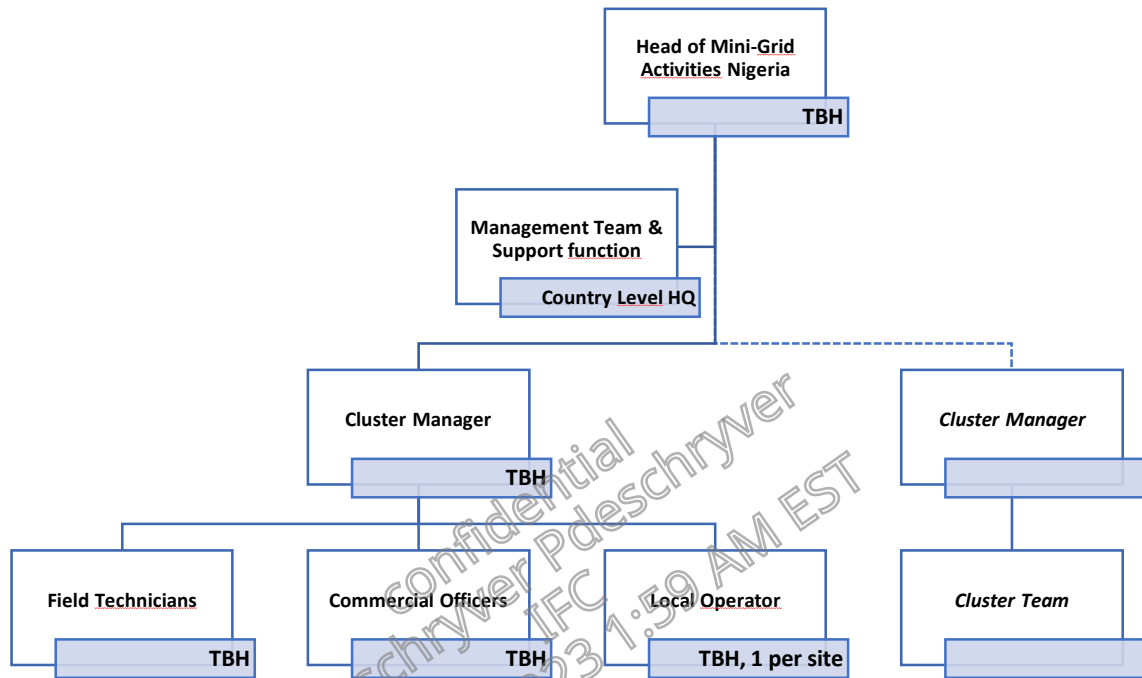 Head of Mini-Grid
Activities Nigeria
TBH
Management Team &
Support function
Country Level HQ
Cluster Manager
TBH
Cluster Manager
Field Technicians
TBH
Commercial Officers
TBH
Local Operator
TBH, 1 per site
Cluster Team
confidential
Pdeschryver
IFC
1:59 AM EST